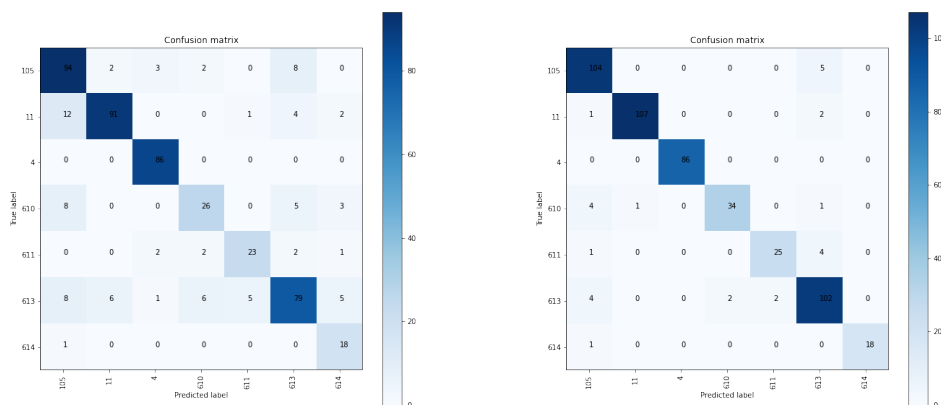 Confusion matrix
105 94 2 3 2 0 8 0
11 12 91 0 0 1 4 2
4 0 0 86 0 0 0 0
610 8 0 0 26 0 5 3
611 0 0 2 2 23 2 1
613 8 6 1 6 5 79 5
614 1 0 0 0 0 0 18
105 11 4 610 611 613 614
True label
Predicted label
80
60
40
20
0
Confusion matrix
105 104 0 0 0 0 5 0
11 1 107 0 0 0 2 0
4 0 0 86 0 0 0 0
610 4 1 0 34 0 1 0
611 1 0 0 0 25 4 0
613 4 0 0 2 2 102 0
614 1 0 0 0 0 0 18
105 11 4 610 611 613 614
True label
Predicted label
80
60
40
20
0